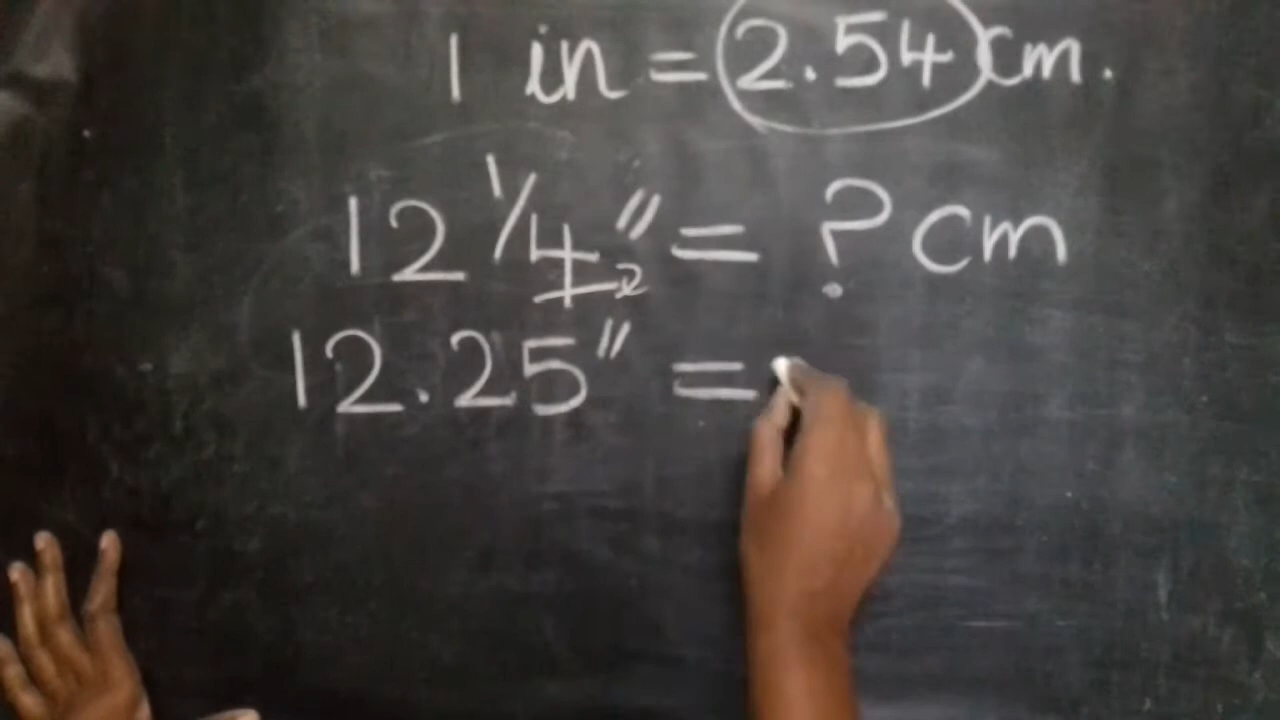 1 in = 2.54 cm.
12 1/4" = ? cm
12.25" =